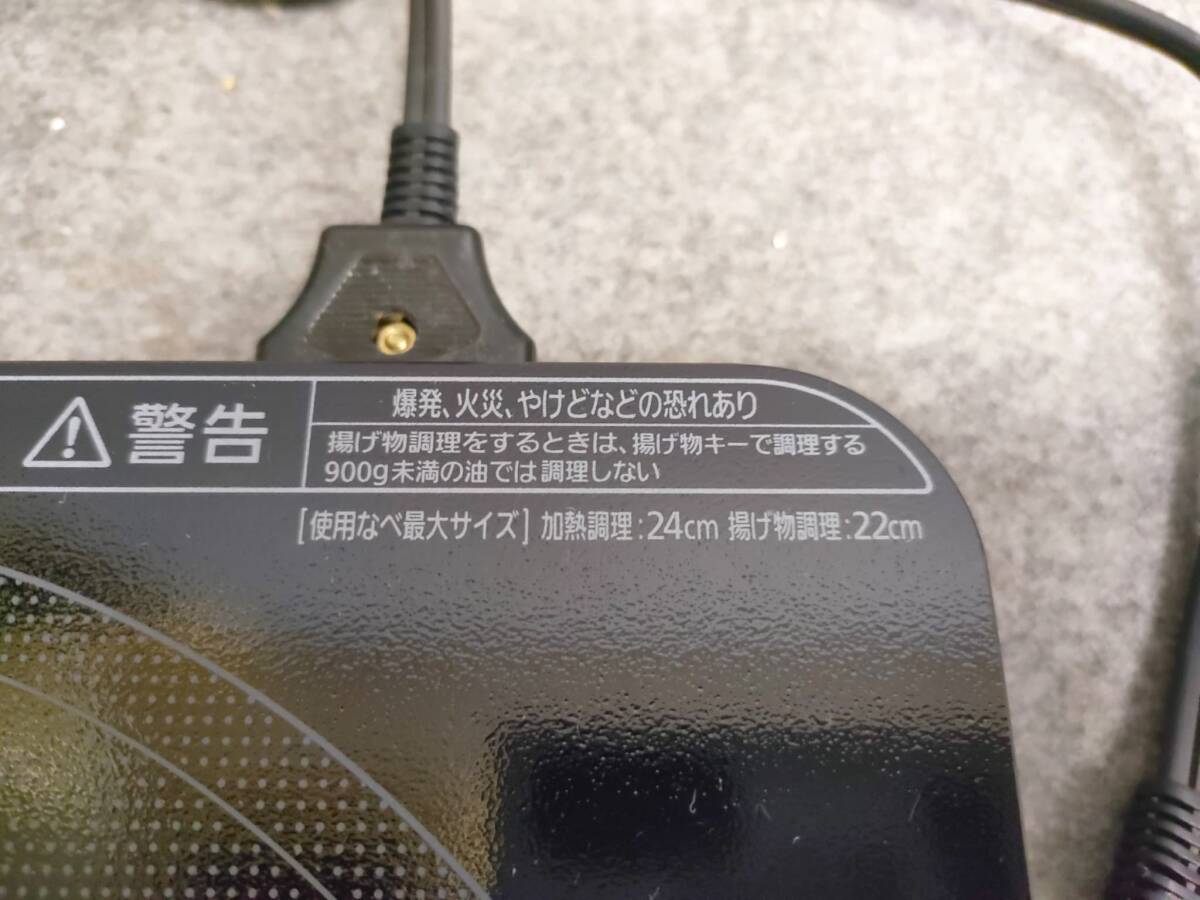 警告
爆発、火災、やけどなどの恐れあり
揚げ物調理をするときは、揚げ物キーで調理する
900g未満の油では調理しない
[使用なべ最大サイズ] 加熱調理:24cm 揚げ物調理:22cm